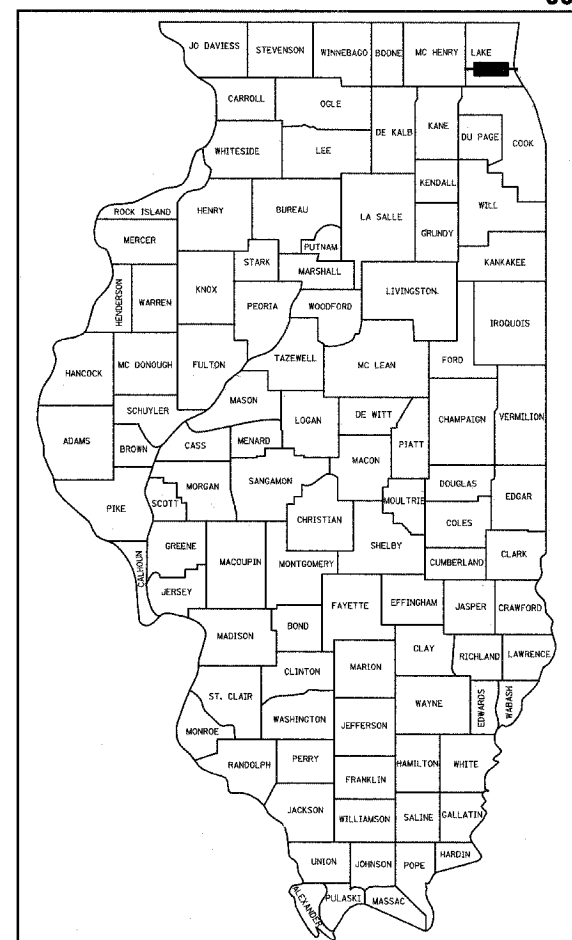 JO DAVIESS
STEVENSON
WINNEBAGO
BOONE
MC HENRY
LAKE
CARROLL
OGLE
DE KALB
KANE
DU PAGE
COOK
WHITESIDE
LEE
KENDALL
WILL
ROCK ISLAND
HENRY
BUREAU
LA SALLE
GRUNDY
MERCER
PUTNAM
STARK
MARSHALL
KANKAKEE
HENDERSON
WARREN
KNOX
PEORIA
WOODFORD
LIVINGSTON
IROQUOIS
HANCOCK
MC DONOUGH
FULTON
TAZEWELL
MC LEAN
FORD
MASON
SCHUYLER
LOGAN
DE WITT
CHAMPAIGN
VERMILION
ADAMS
BROWN
CASS
MENARD
MACON
PIATT
PIKE
SCOTT
MORGAN
SANGAMON
CHRISTIAN
MOULTRIE
DOUGLAS
EDGAR
COLES
CALHOUN
GREENE
MACOUPIN
MONTGOMERY
SHELBY
CUMBERLAND
CLARK
JERSEY
FAYETTE
EFFINGHAM
JASPER
CRAWFORD
MADISON
BOND
CLAY
RICHLAND
LAWRENCE
CLINTON
MARION
ST. CLAIR
WAYNE
EDWARDS
WABASH
WASHINGTON
JEFFERSON
MONROE
RANDOLPH
PERRY
HAMILTON
WHITE
FRANKLIN
JACKSON
WILLIAMSON
SALINE
GALLATIN
UNION
JOHNSON
POPE
HARDIN
ALEXANDER
PULASKI
MASSAC